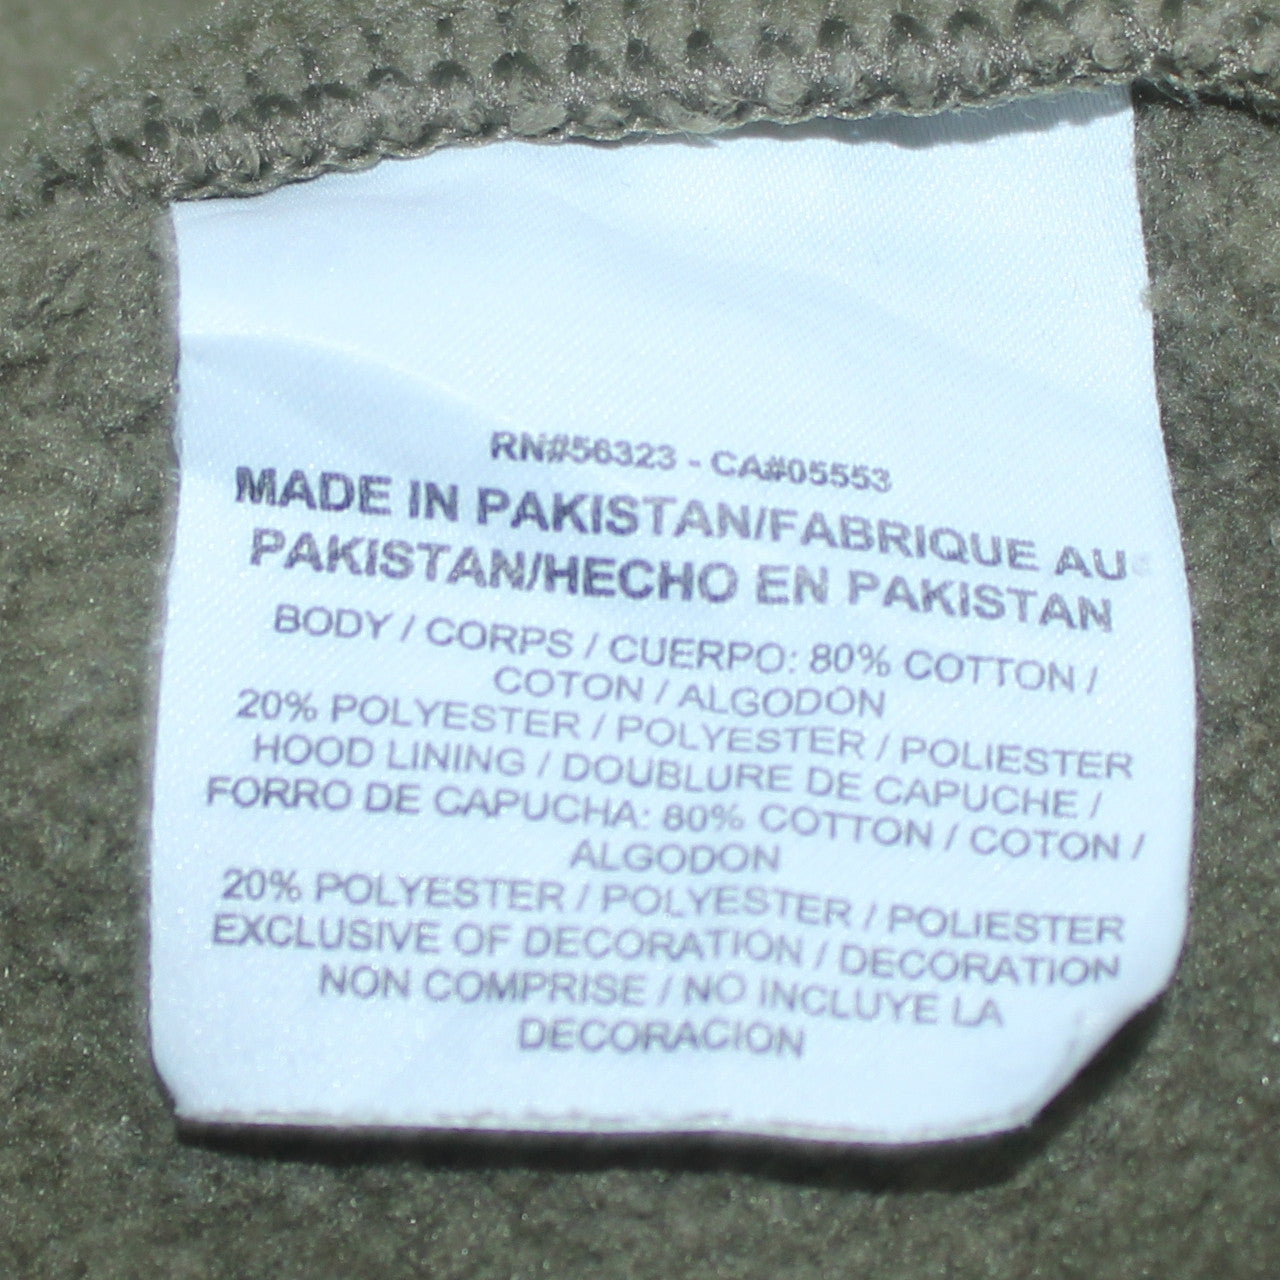 RN#56323 - CA#05553
MADE IN PAKISTAN/FABRIQUE AU
PAKISTAN/HECHO EN PAKISTAN
BODY / CORPS / CUERPO: 80% COTTON /
COTON / ALGODON
20% POLYESTER / POLYESTER / POLIESTER
HOOD LINING / DOUBLURE DE CAPUCHE /
FORRO DE CAPUCHA: 80% COTTON / COTON /
ALGODON
20% POLYESTER / POLYESTER / POLIESTER
EXCLUSIVE OF DECORATION / DECORATION
NON COMPRISE / NO INCLUYE LA
DECORACION